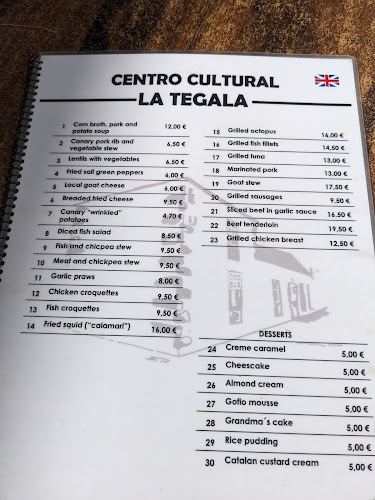 CENTRO CULTURAL
LA TEGALA
1 Corn broth, pork and 12,00 €
potato soup
2 Canary pork rib and 6,50 €
vegetable stew
3 Lentils with vegetables 6,50 €
4 Fried sall green peppers 6,00 €
5 Local goat cheese 6,00 €
6 Breaded fried cheese 9,50 €
7 Canary "wrinkled" 4,70 €
potatoes
8 Diced fish salad 8,50 €
9 Fish and chicpea stew 9,50 €
10 Meat and chickpea stew 9,50 €
11 Garlic praws 8,00 €
12 Chicken croquettes 9,50 €
13 Fish croquettes 9,50 €
14 Fried squid ("calamari") 16,00 €
15 Grilled octopus 16,00 €
16 Grilled fish fillets 14,50 €
17 Grilled tuna 13,00 €
18 Marinated pork 13,00 €
19 Goat stew 17,50 €
20 Grilled sausages 9,50 €
21 Sliced beef in garlic sauce 16,50 €
22 Beef tenderloin 19,50 €
23 Grilled chicken breast 12,50 €
DESSERTS
24 Creme caramel 5,00 €
25 Cheescake 5,00 €
26 Almond cream 5,00 €
27 Gofio mousse 5,00 €
28 Grandma´s cake 5,00 €
29 Rice pudding 5,00 €
30 Catalan custard cream 5,00 €